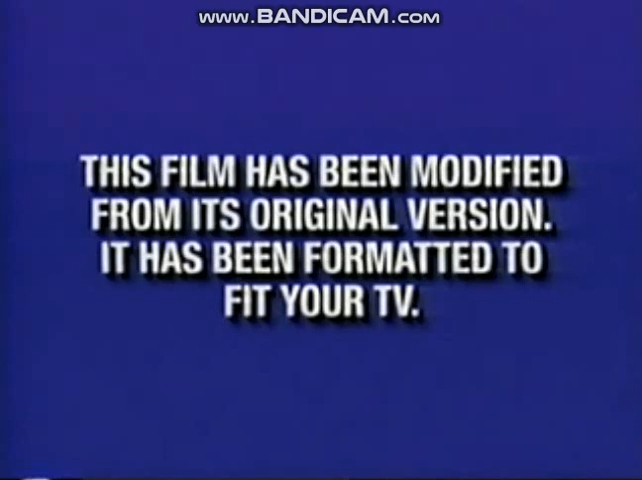 www.BANDICAM.com
THIS FILM HAS BEEN MODIFIED
FROM ITS ORIGINAL VERSION.
IT HAS BEEN FORMATTED TO
FIT YOUR TV.